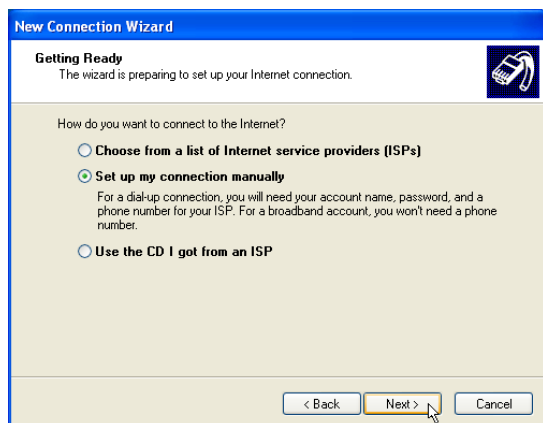 New Connection Wizard
Getting Ready
The wizard is preparing to set up your Internet connection.
How do you want to connect to the Internet?
Choose from a list of Internet service providers (ISPs)
Set up my connection manually
For a dial-up connection, you will need your account name, password, and a
phone number for your ISP. For a broadband account, you won't need a phone
number.
Use the CD I got from an ISP
< Back Next > Cancel